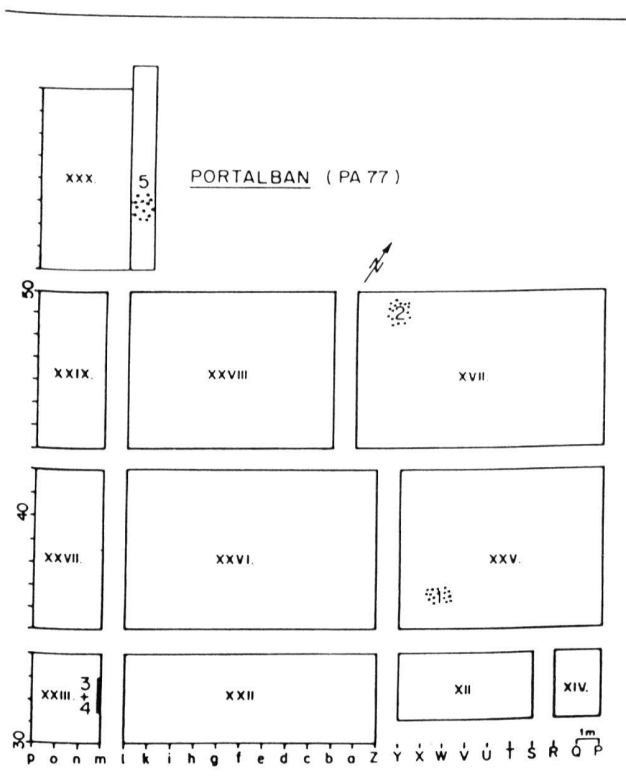 XXX.
5
PORTALBAN (PA 77)
N
50
2
XXIX.
XXVIII
XVII.
40
XXVII.
XXVI.
XXV.
1
XXIII.
3
+
4
XXII
XII
XIV.
1m
30
p o n m l k i h g f e d c b a Z Y X W V U T S R Q P